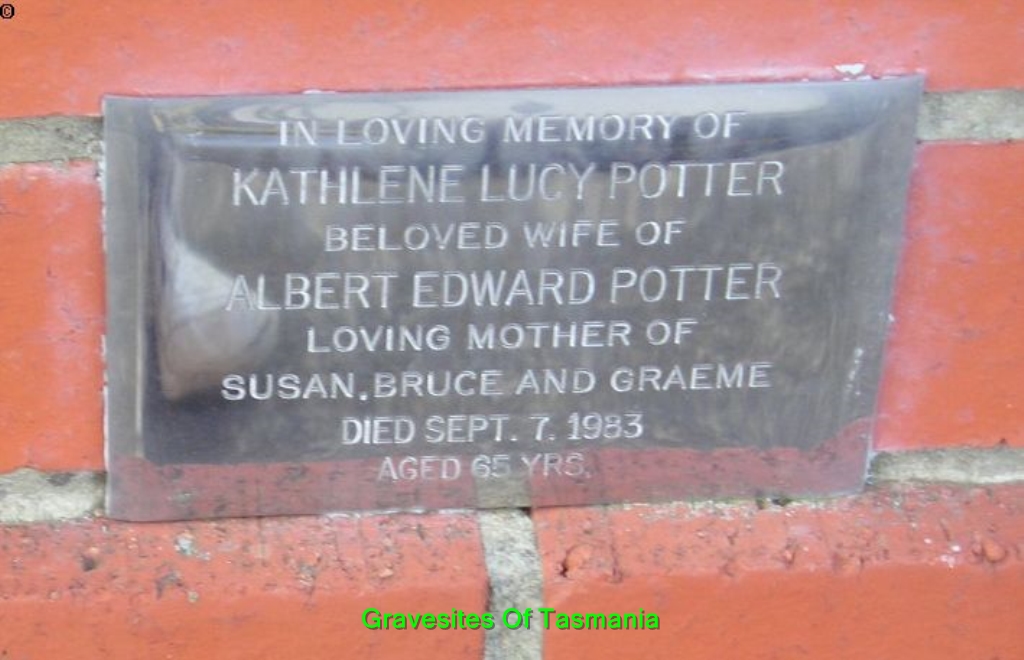 ©
IN LOVING MEMORY OF
KATHLENE LUCY POTTER
BELOVED WIFE OF
ALBERT EDWARD POTTER
LOVING MOTHER OF
SUSAN, BRUCE AND GRAEME
DIED SEPT. 7. 1983
AGED 65 YRS.
Gravesites Of Tasmania